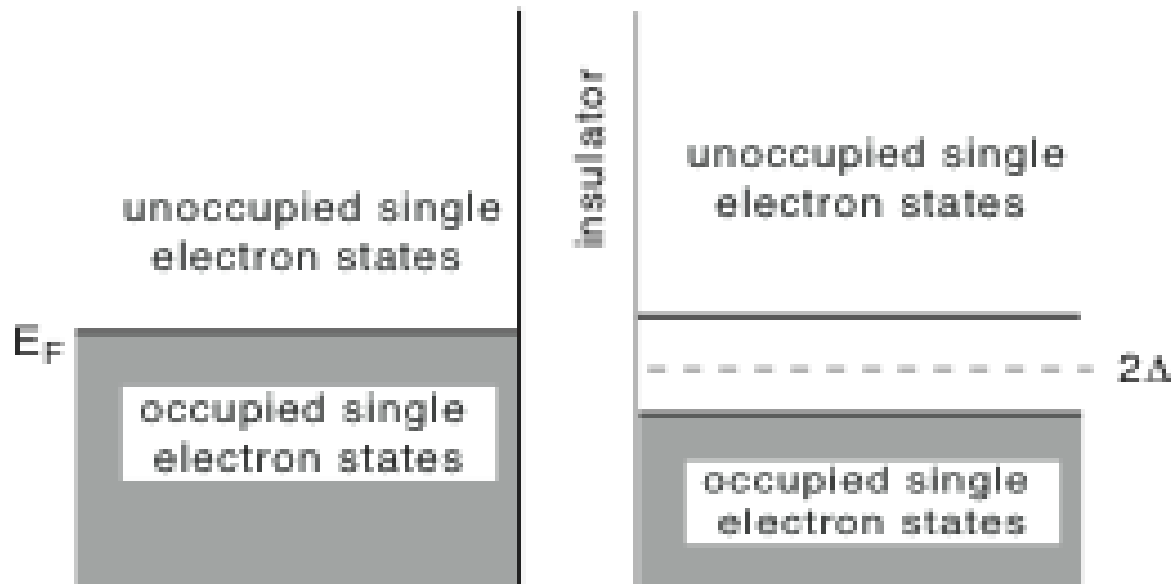 unoccupied single
electron states
E_F
occupied single
electron states
insulator
unoccupied single
electron states
2Δ
occupied single
electron states